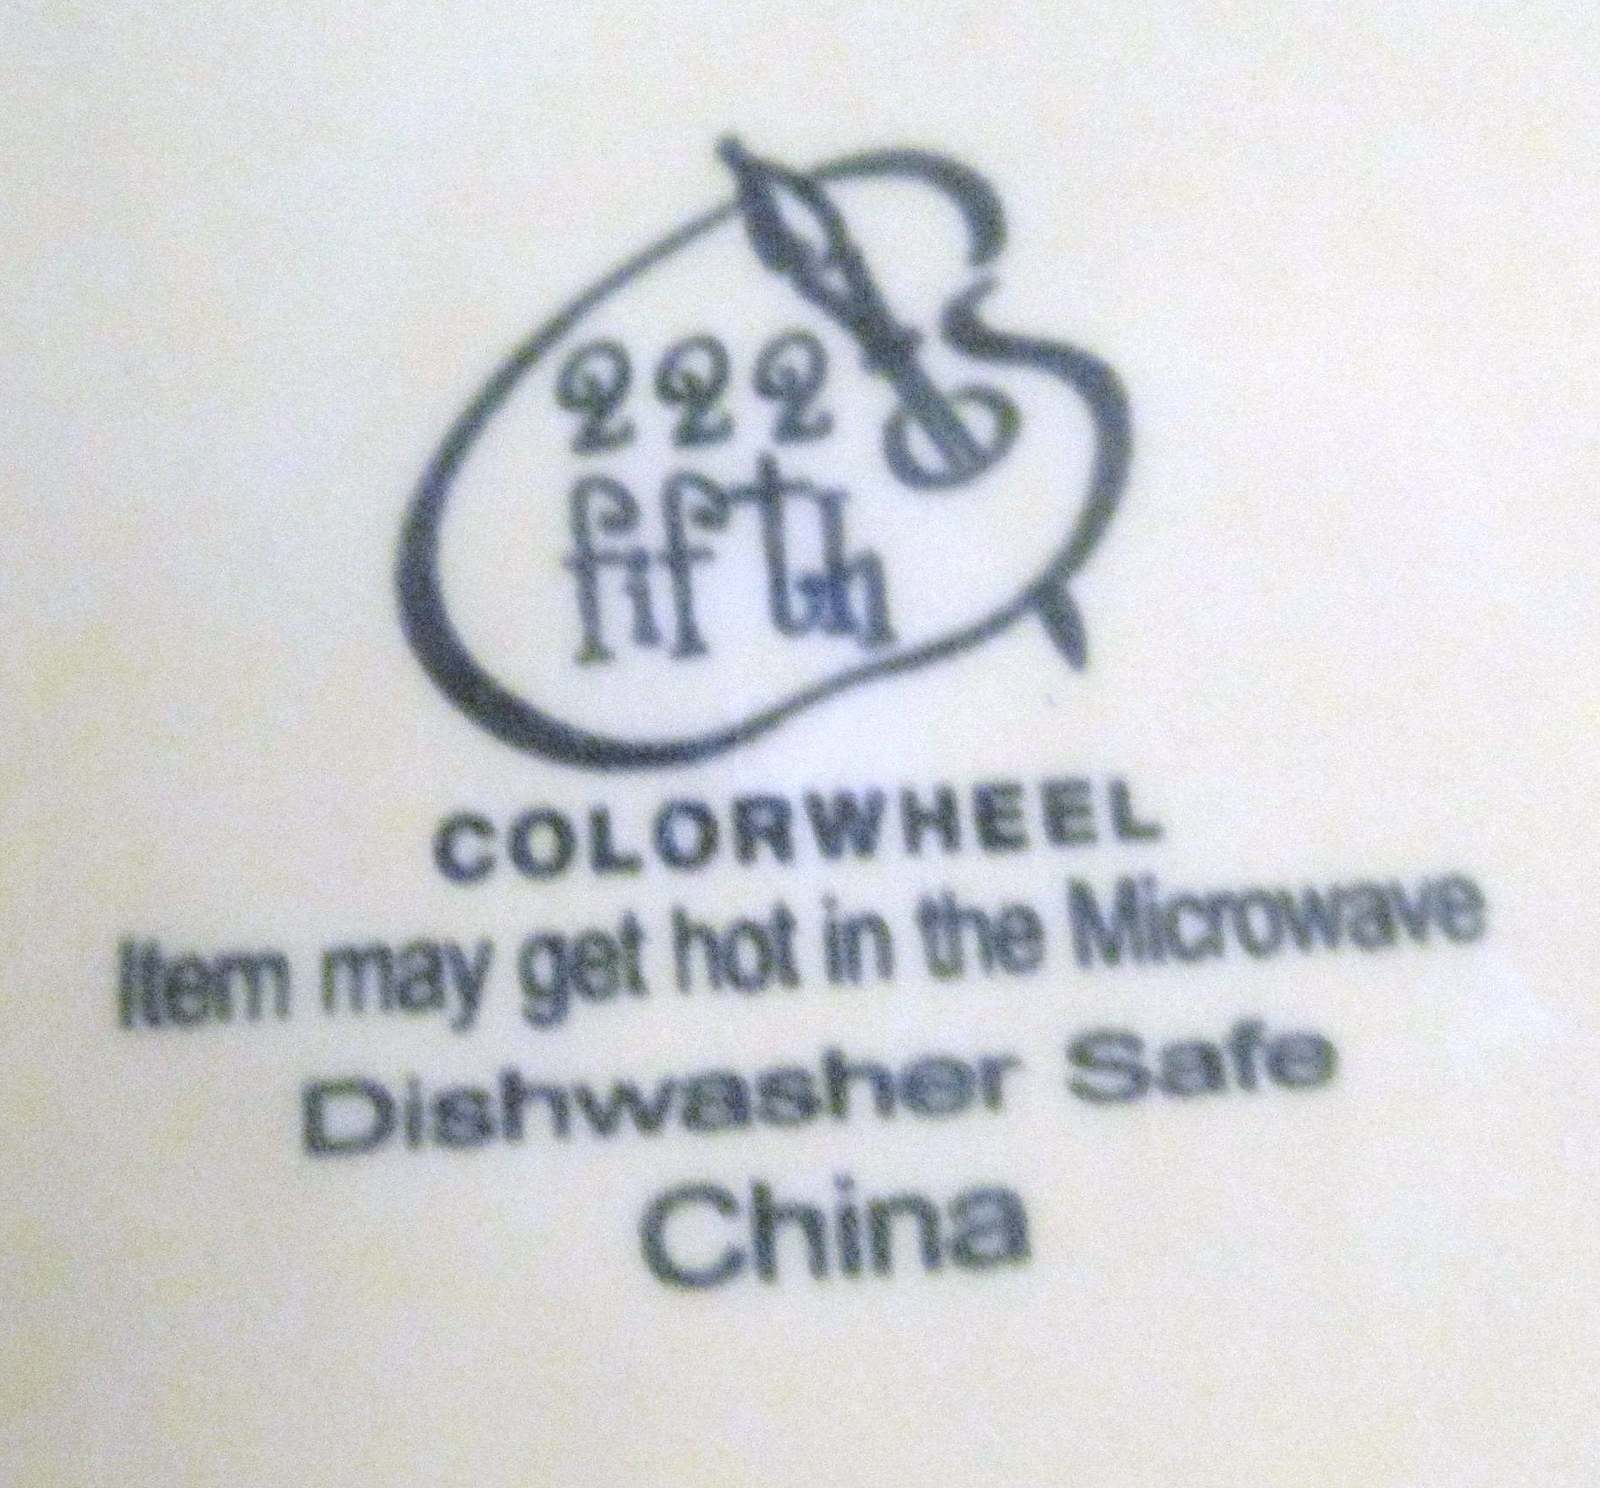 222
fifth
COLORWHEEL
Item may get hot in the Microwave
Dishwasher Safe
China